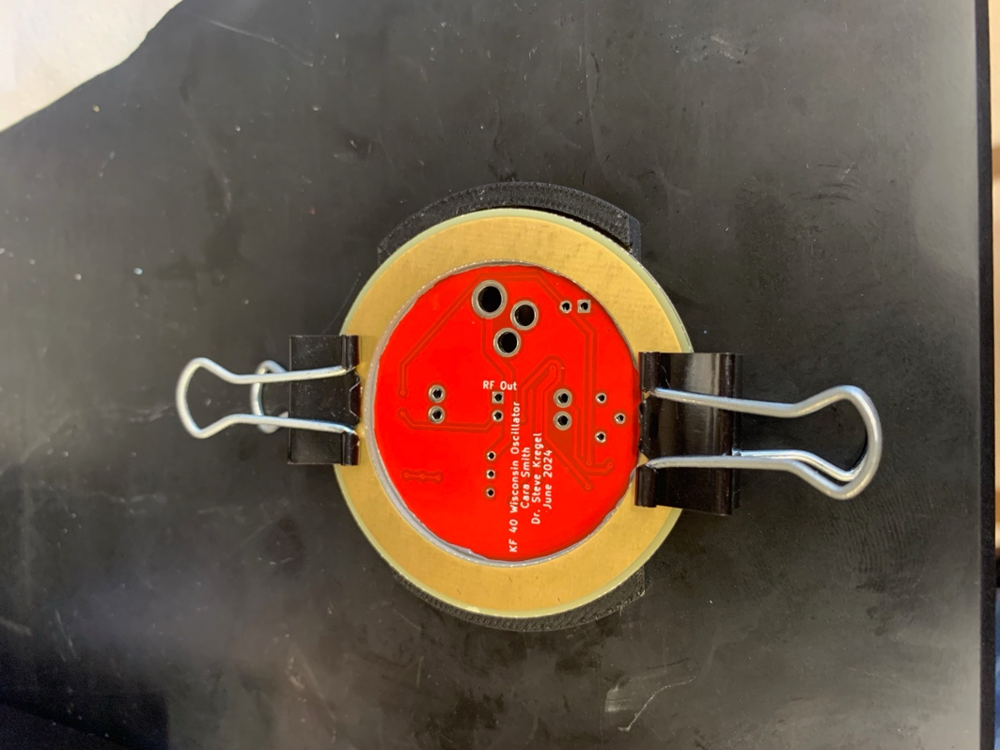 RF Out
KF 40 Wisconsin Oscillator
Cara Smith
Dr. Steve Kregel
June 2024